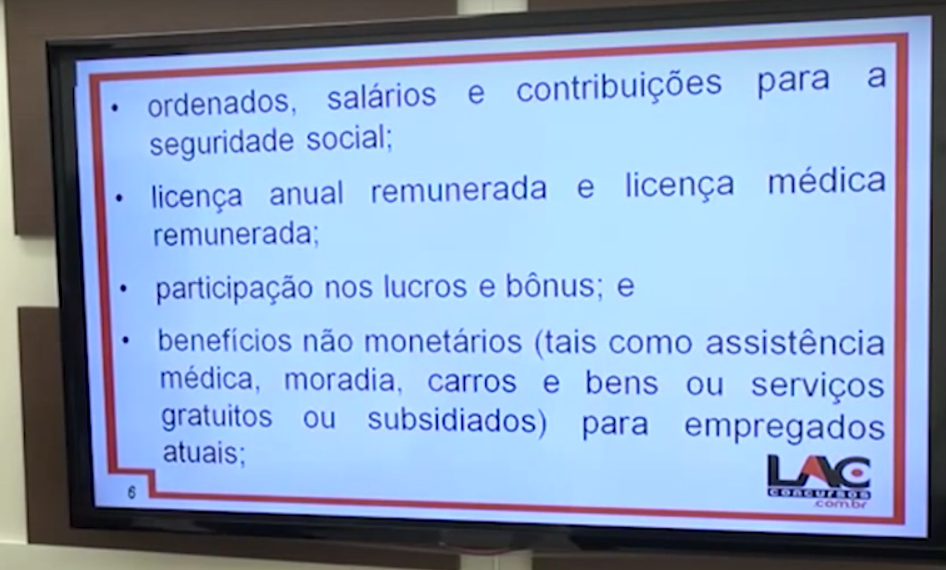 • ordenados, salários e contribuições para a
seguridade social;
• licença anual remunerada e licença médica
remunerada;
• participação nos lucros e bônus; e
• benefícios não monetários (tais como assistência
médica, moradia, carros e bens ou serviços
gratuitos ou subsidiados) para empregados
atuais;
6
LAC
CONCURSOS
.com.br